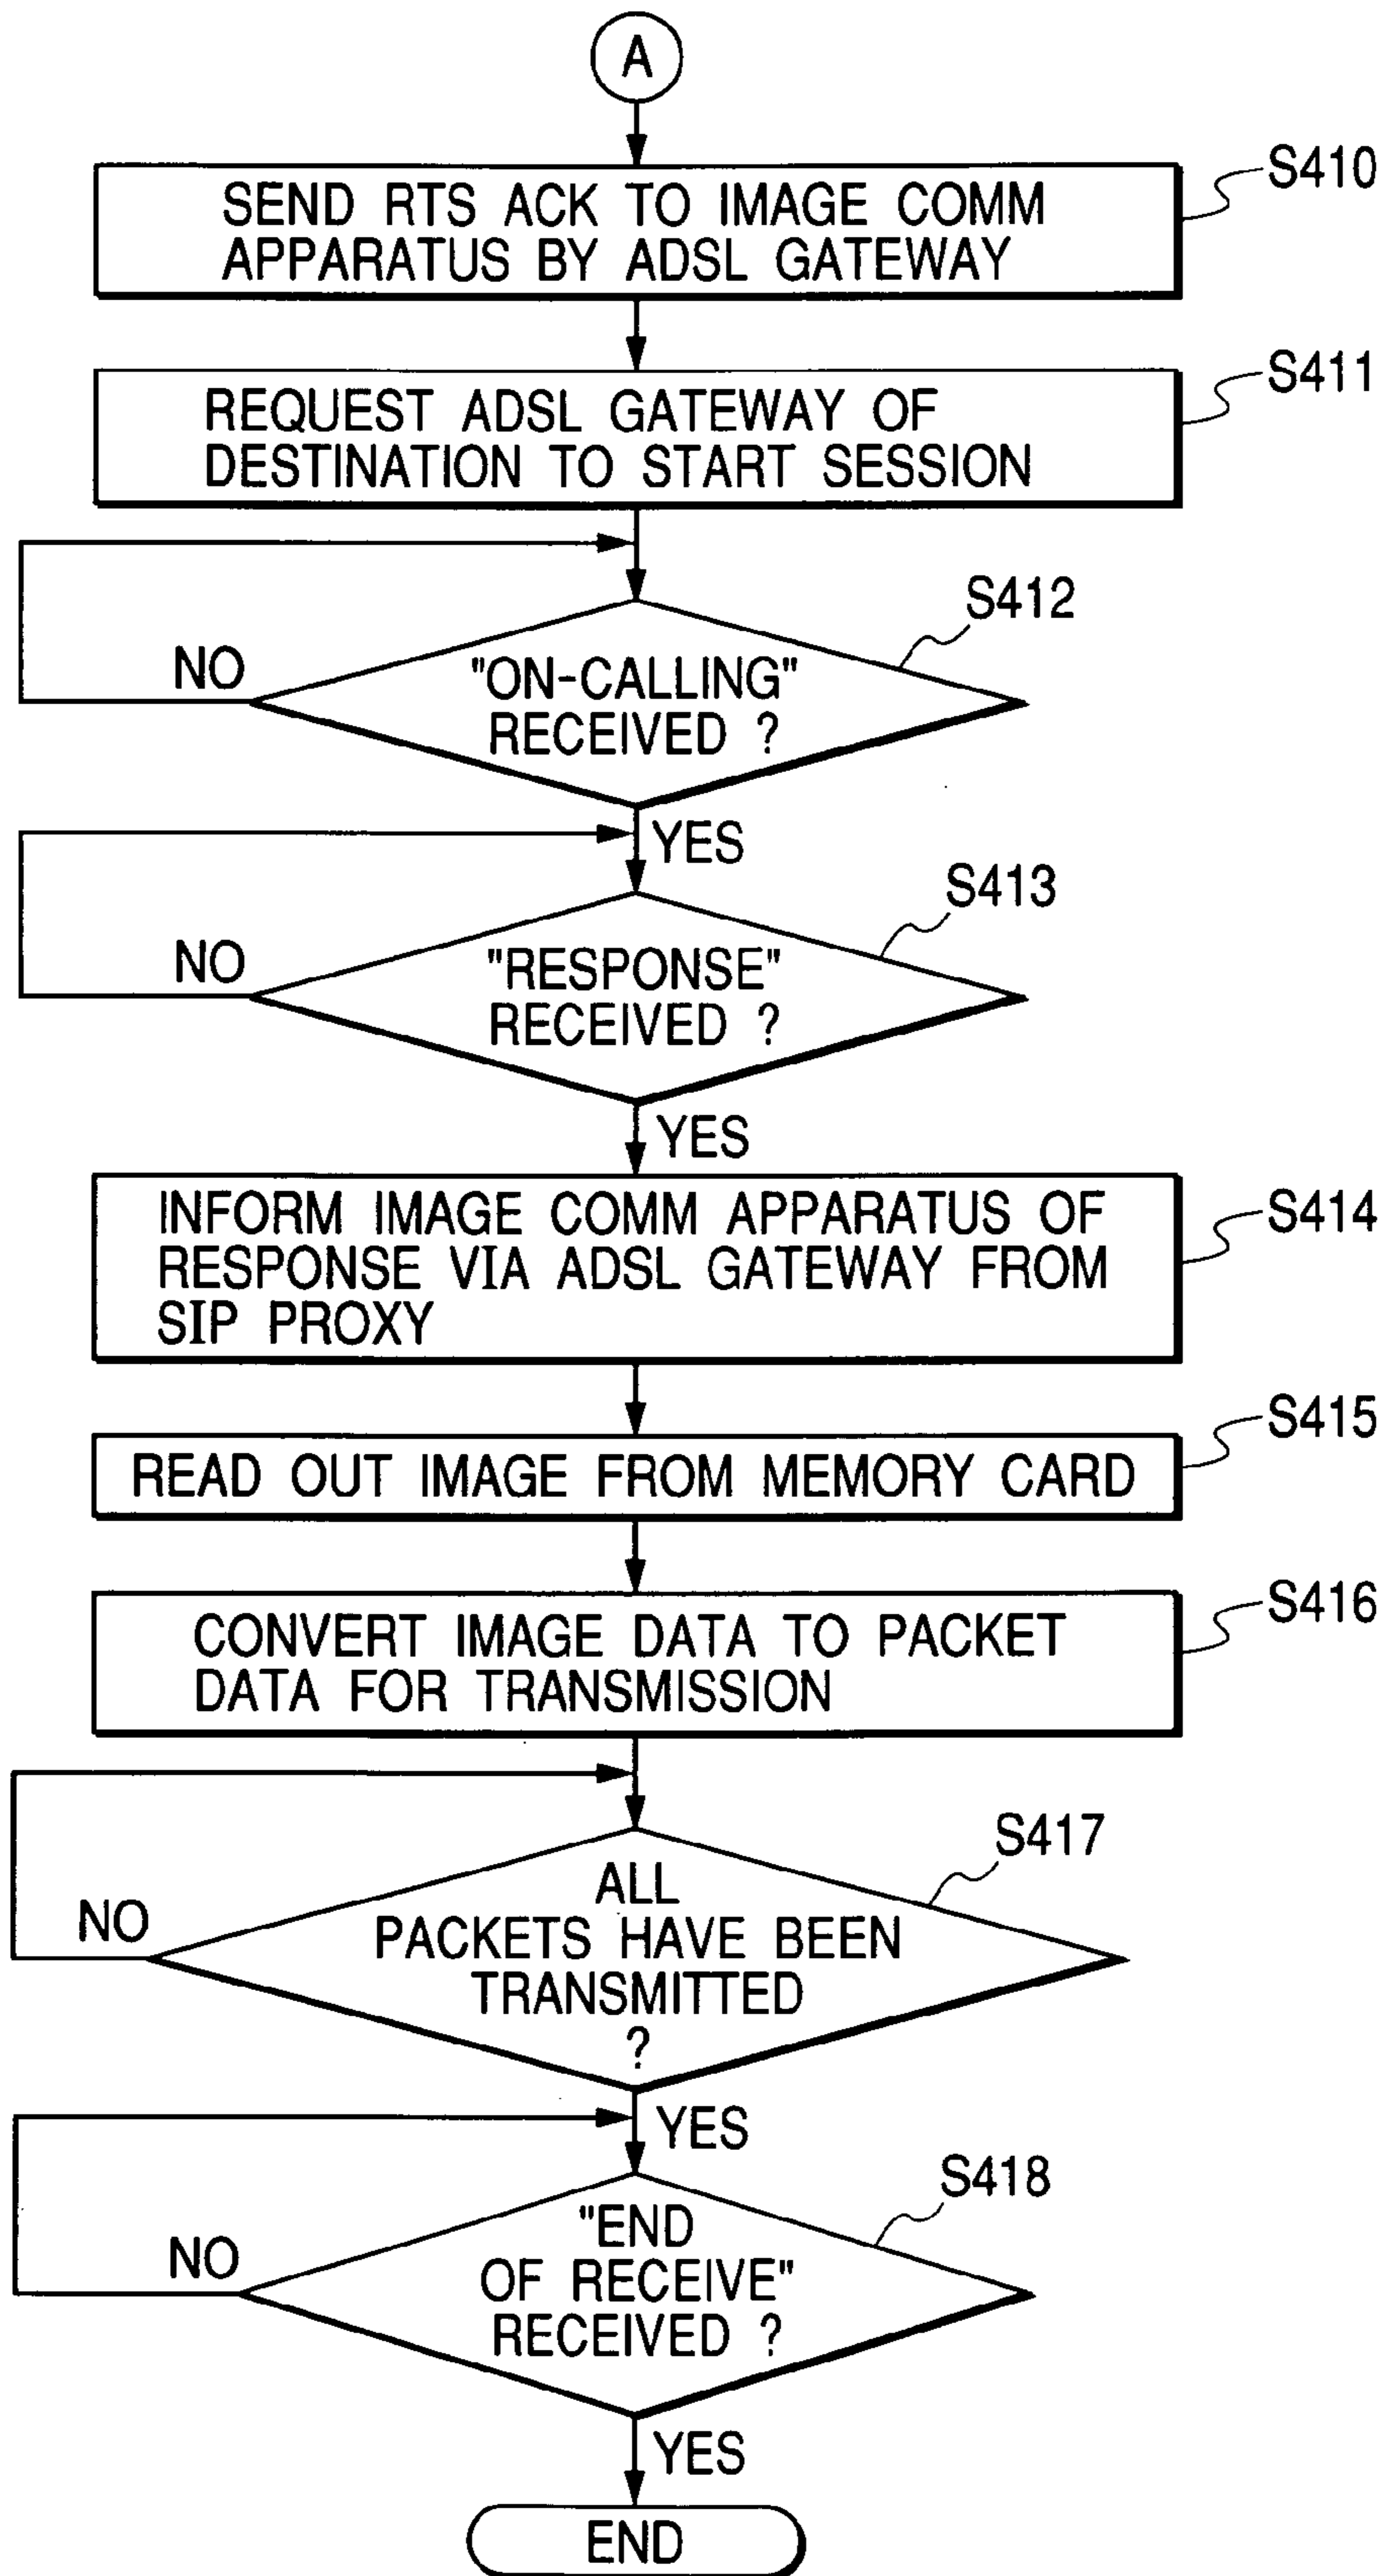 A
SEND RTS ACK TO IMAGE COMM
APPARATUS BY ADSL GATEWAY
S410
REQUEST ADSL GATEWAY OF
DESTINATION TO START SESSION
S411
S412
NO
"ON-CALLING"
RECEIVED ?
YES
S413
NO
"RESPONSE"
RECEIVED ?
YES
INFORM IMAGE COMM APPARATUS OF
RESPONSE VIA ADSL GATEWAY FROM
SIP PROXY
S414
READ OUT IMAGE FROM MEMORY CARD
S415
CONVERT IMAGE DATA TO PACKET
DATA FOR TRANSMISSION
S416
S417
NO
ALL
PACKETS HAVE BEEN
TRANSMITTED
?
YES
S418
NO
"END
OF RECEIVE"
RECEIVED ?
YES
END